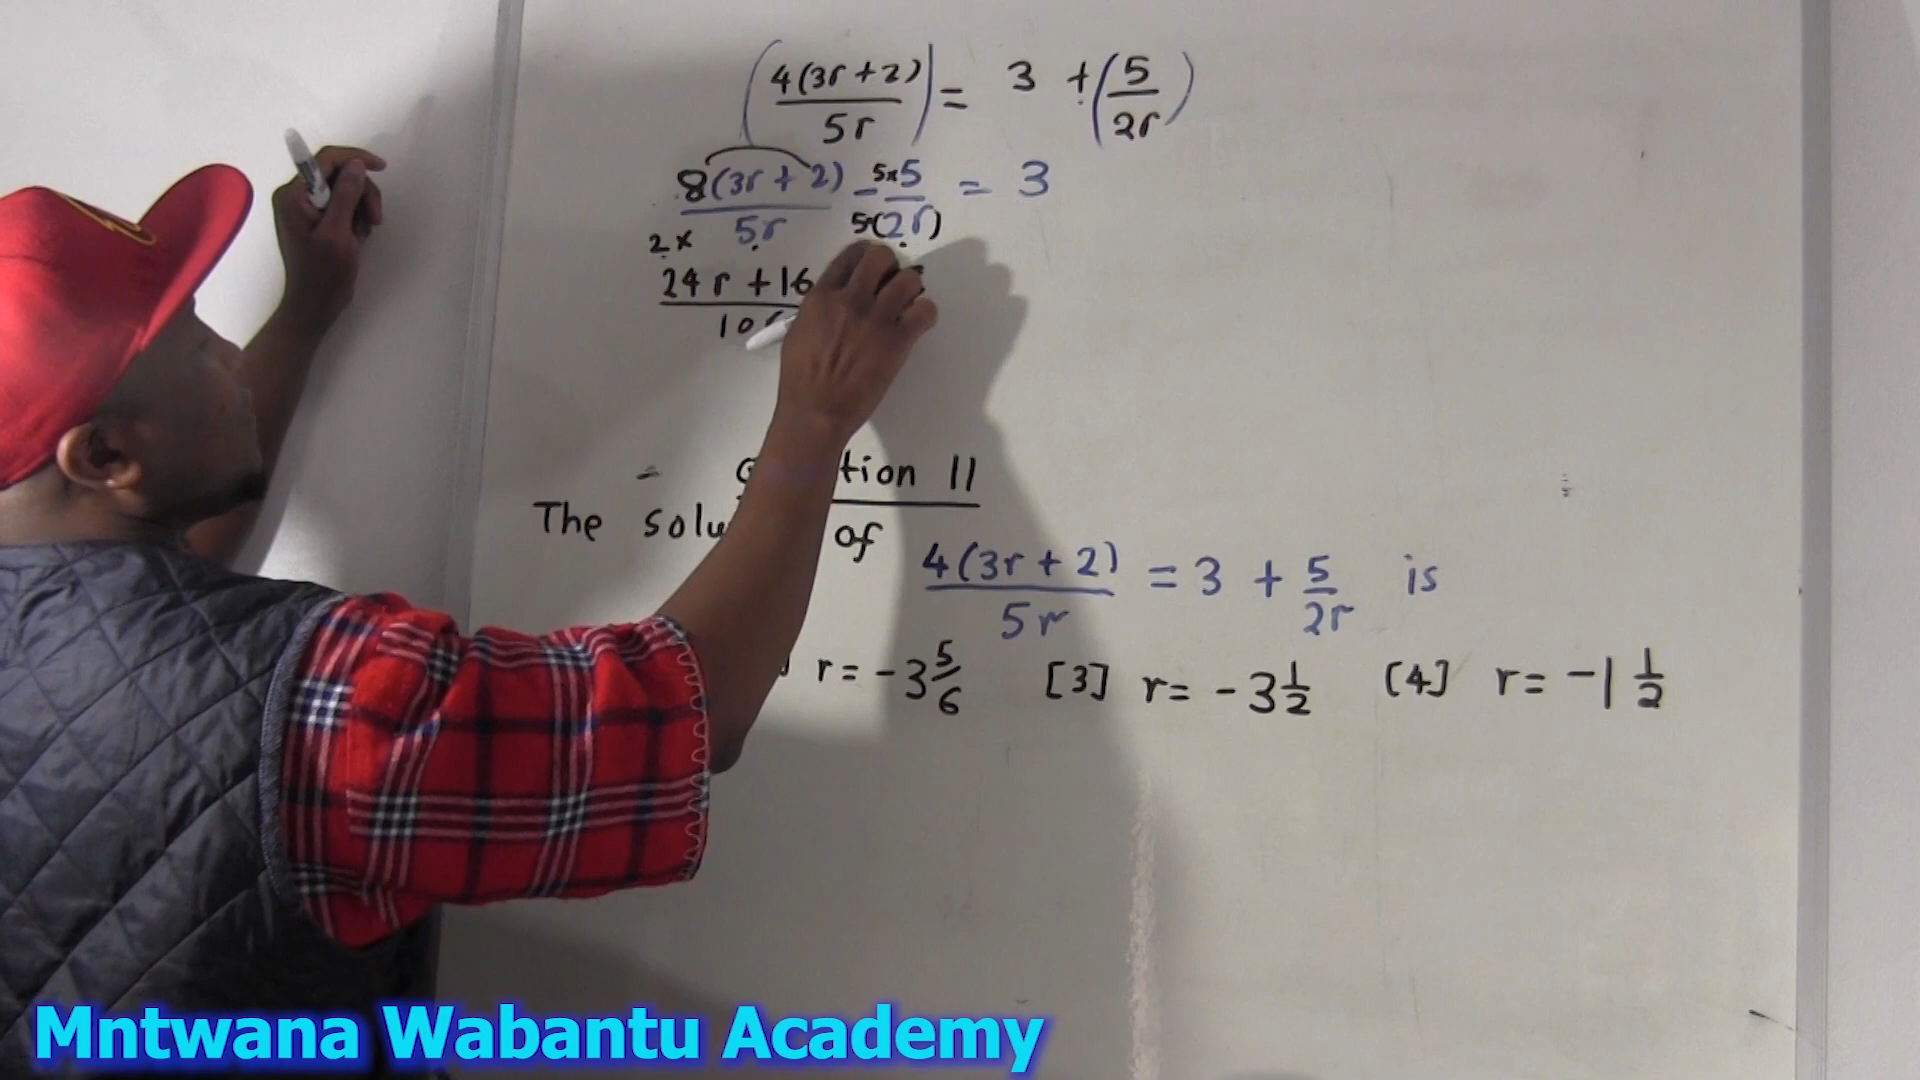 (4(3r + 2) / 5r) = 3 + (5 / 2r)
8(3r + 2) / 2 × 5r - 5×5 / 5(2r) = 3
24r + 16 / 10r
Question 11
The of
4(3r + 2) / 5r = 3 + 5 / 2r is
r = -3 5/6 [3] r = -3 1/2 [4] r = -1 1/2
Mntwana Wabantu Academy